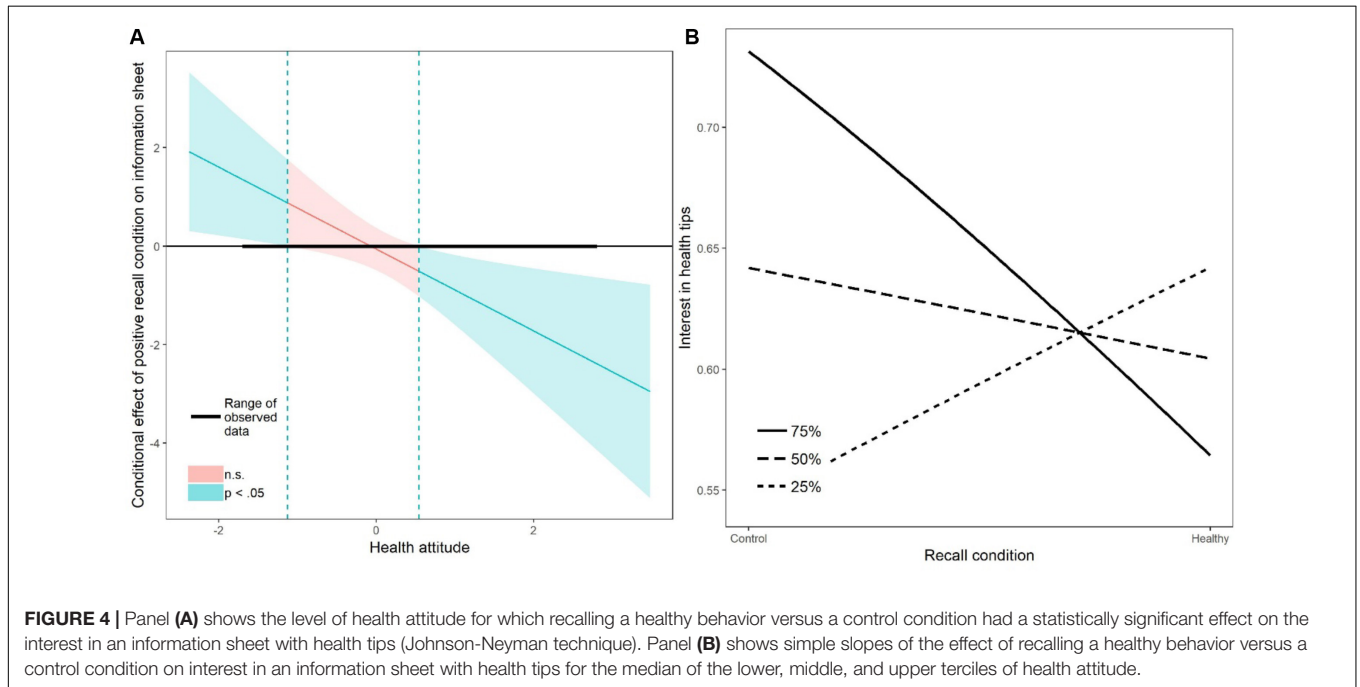 A
Conditional effect of positive recall condition on information sheet
2
0
-2
-4
Range of
observed
data
n.s.
p < .05
-2
0
2
Health attitude
B
Interest in health tips
0.70
0.65
0.60
0.55
75%
50%
25%
Control
Healthy
Recall condition
FIGURE 4 | Panel (A) shows the level of health attitude for which recalling a healthy behavior versus a control condition had a statistically significant effect on the
interest in an information sheet with health tips (Johnson-Neyman technique). Panel (B) shows simple slopes of the effect of recalling a healthy behavior versus a
control condition on interest in an information sheet with health tips for the median of the lower, middle, and upper terciles of health attitude.